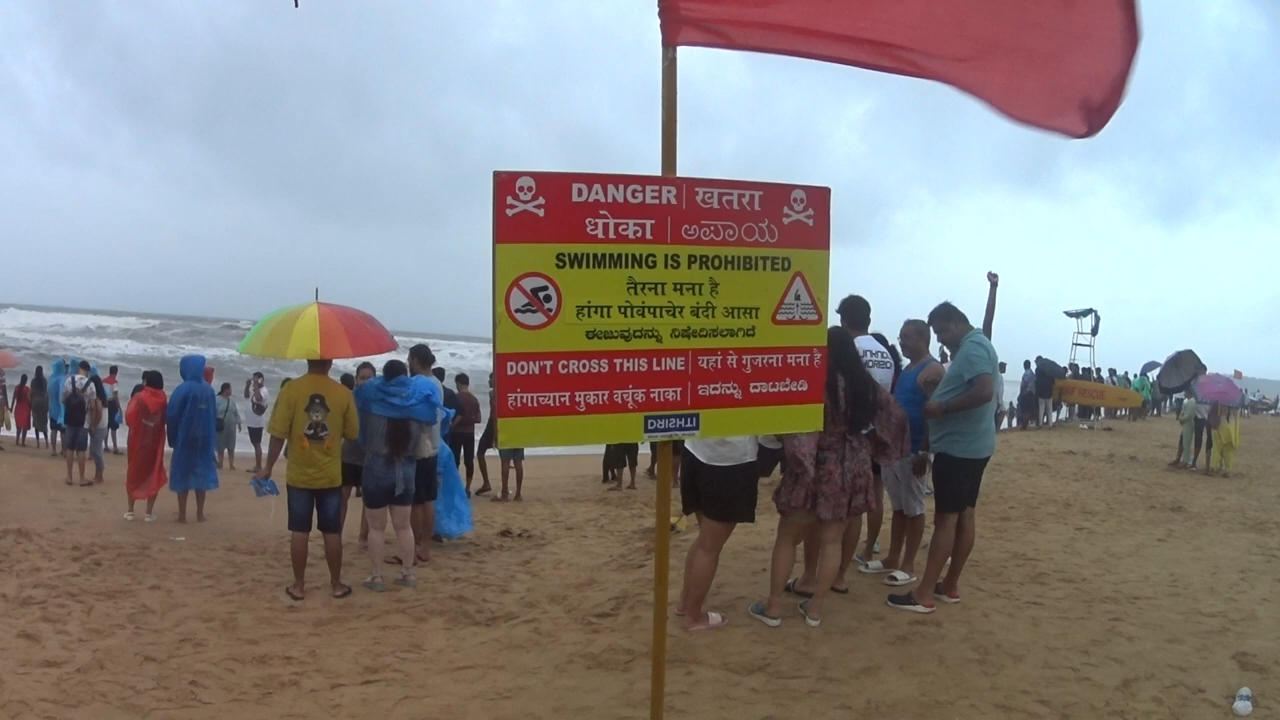 DANGER | खतरा
धोका | ಅಪಾಯ
SWIMMING IS PROHIBITED
तैरना मना है
हांगा पोवंपाचेर बंदी आसा
ಈಜುವುದನ್ನು ನಿಷೇಧಿಸಲಾಗಿದೆ
DON'T CROSS THIS LINE | यहां से गुजरना मना है
हांगाच्यान मुकार वचूंक नाका | ಇದನ್ನು ದಾಟಬೇಡಿ
DRISHTI
RESCUE